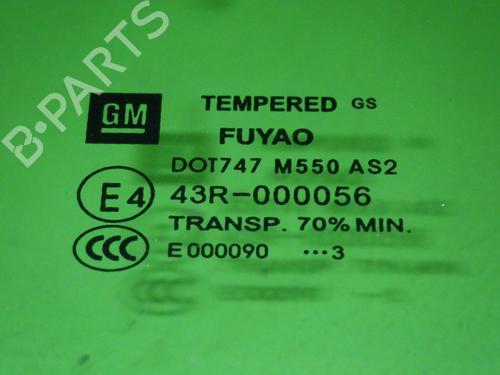 B-PARTS
GM
TEMPERED GS
FUYAO
DOT747 M550 AS2
E4 43R-000056
TRANSP. 70% MIN.
CCC E000090 ···3